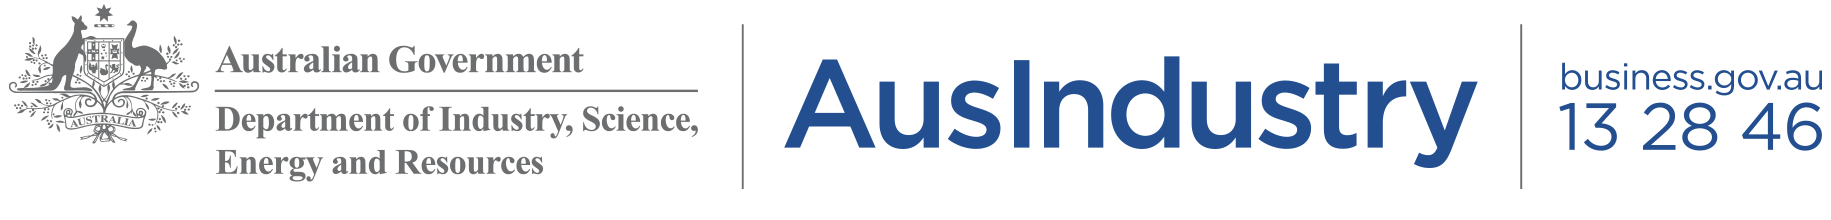 AUSTRALIA
Australian Government
Department of Industry, Science,
Energy and Resources
AusIndustry
business.gov.au
13 28 46